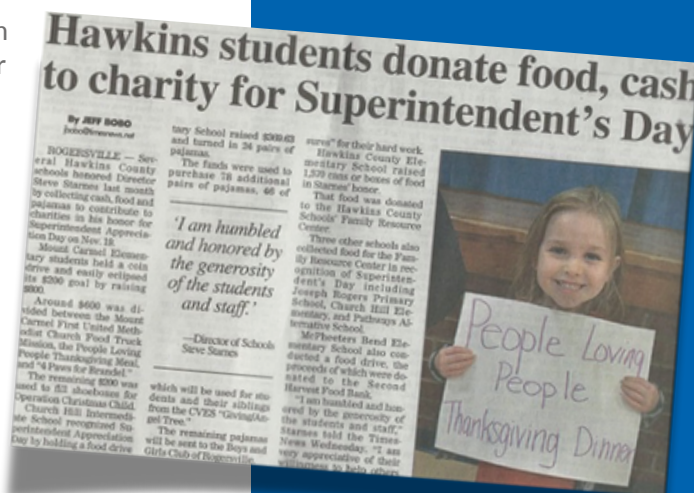 Hawkins students donate food, cash
to charity for Superintendent's Day
By JEFF BOBO
jbobo@timesnews.net
ROGERSVILLE — Sev-
eral Hawkins County
schools honored Director
Steve Starnes last month
by collecting cash, food and
pajamas to contribute to
charities in his honor for
Superintendent Apprecia-
tion Day on Nov. 18.
Mount Carmel Elemen-
tary students held a coin
drive and easily eclipsed
its $200 goal by raising
$800.
Around $600 was di-
vided between the Mount
Carmel First United Meth-
odist Church Food Truck
Mission, the People Loving
People Thanksgiving Meal,
and "4 Paws for Brandel."
The remaining $200 was
used to fill shoeboxes for
Operation Christmas Child.
Church Hill Intermedi-
ate School recognized Su-
perintendent Appreciation
Day by holding a food drive
tary School raised $369.63
and turned in 24 pairs of
pajamas.
The funds were used to
purchase 78 additional
pairs of pajamas, 46 of
'I am humbled
and honored by
the generosity
of the students
and staff.'
—Director of Schools
Steve Starnes
which will be used for stu-
dents and their siblings
from the CVES "Giving/An-
gel Tree."
The remaining pajamas
will be sent to the Boys and
Girls Club of Rogersville.
sures" for their hard work.
Hawkins County Ele-
mentary School raised
1,529 cans or boxes of food
in Starnes' honor.
That food was donated
to the Hawkins County
Schools' Family Resource
Center.
Three other schools also
collected food for the Fam-
ily Resource Center in rec-
ognition of Superinten-
dent's Day including
Joseph Rogers Primary
School, Church Hill Ele-
mentary, and Pathways Al-
ternative School.
McPheeters Bend Ele-
mentary School also con-
ducted a food drive, the
proceeds of which were do-
nated to the Second
Harvest Food Bank.
"I am humbled and hon-
ored by the generosity of
the students and staff,"
Starnes told the Times-
News Wednesday. "I am
very appreciative of their
willingness to help others
People Loving
People
Thanksgiving Dinner